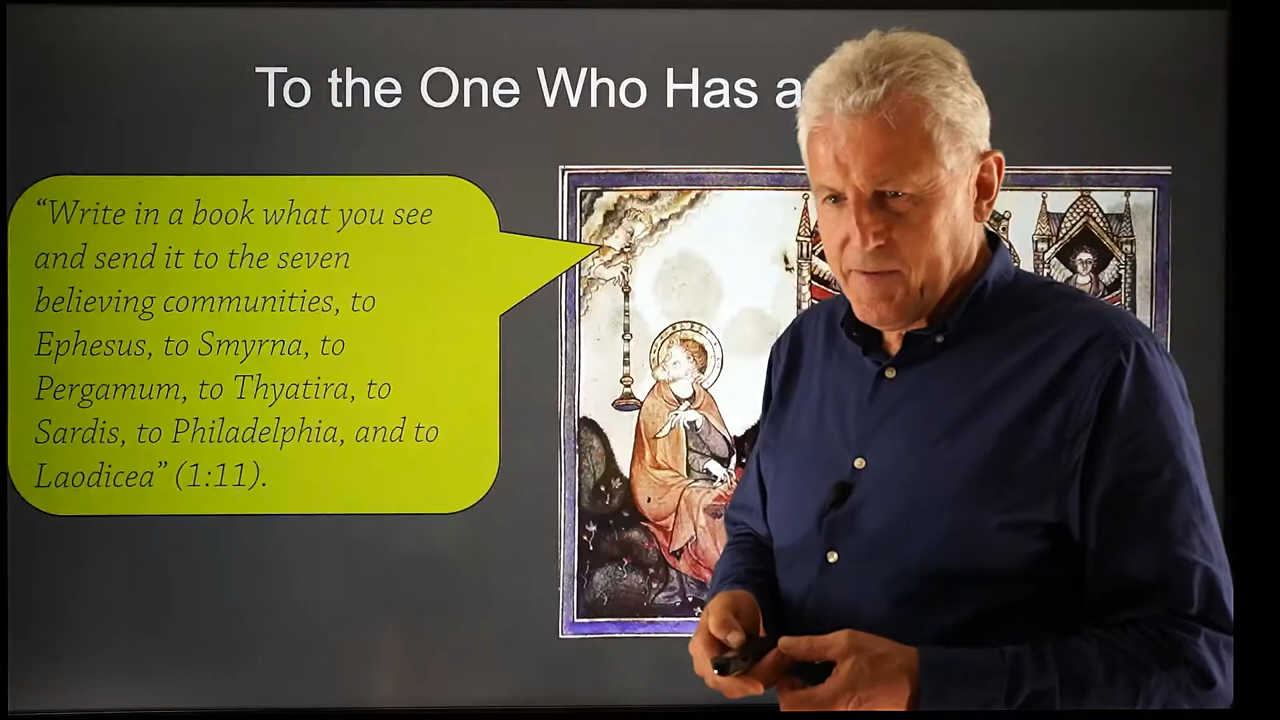 To the One Who Has a
“Write in a book what you see
and send it to the seven
believing communities, to
Ephesus, to Smyrna, to
Pergamum, to Thyatira, to
Sardis, to Philadelphia, and to
Laodicea” (1:11).